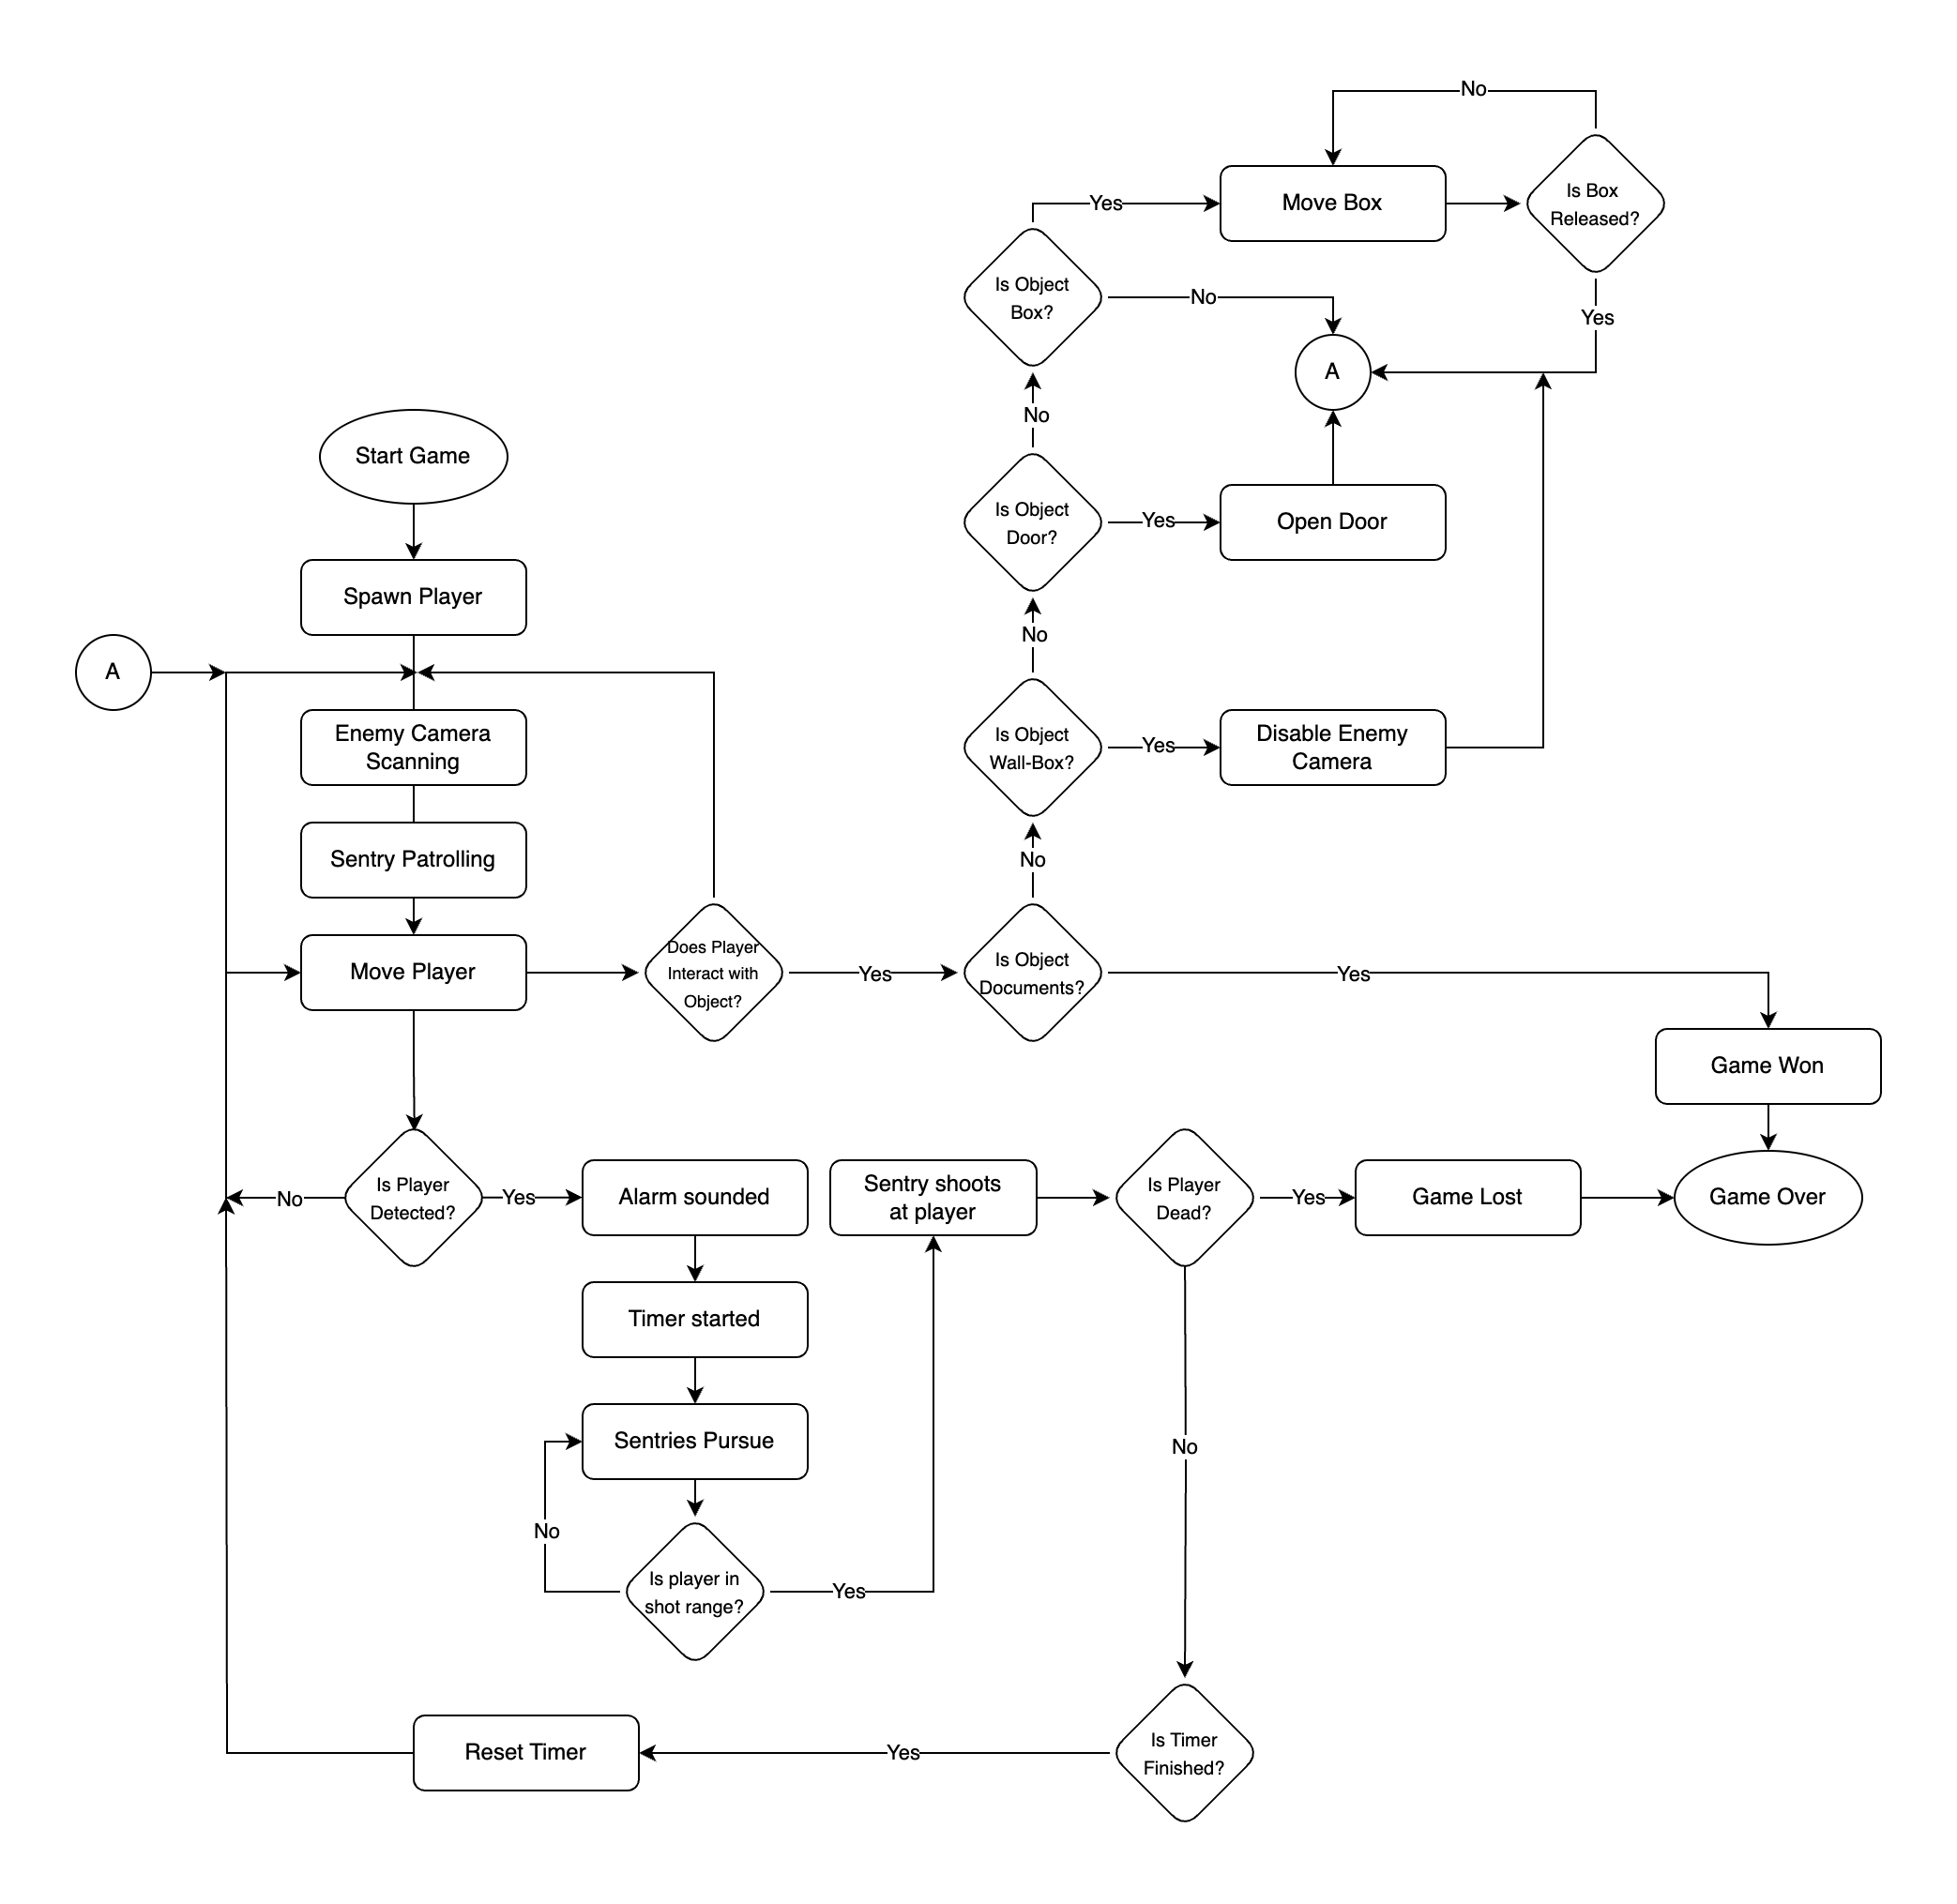 No
Is Box
Released?
Move Box
Yes
Is Object
Box?
No
Yes
A
No
Start Game
Is Object
Door?
Yes
Open Door
Spawn Player
No
A
Enemy Camera
Scanning
Is Object
Wall-Box?
Yes
Disable Enemy
Camera
Sentry Patrolling
No
Move Player
Does Player
Interact with
Object?
Yes
Is Object
Documents?
Yes
Game Won
No
Is Player
Detected?
Yes
Alarm sounded
Sentry shoots
at player
Is Player
Dead?
Yes
Game Lost
Game Over
Timer started
Sentries Pursue
No
No
Is player in
shot range?
Yes
Reset Timer
Yes
Is Timer
Finished?